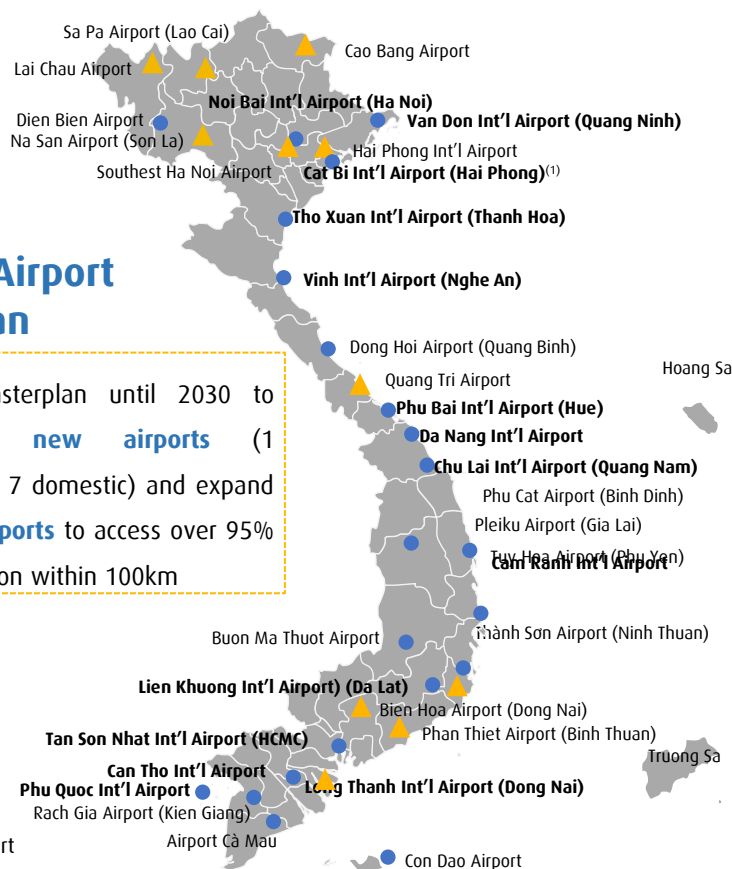 Sa Pa Airport (Lao Cai)
Cao Bang Airport
Lai Chau Airport
Noi Bai Int'l Airport (Ha Noi)
Dien Bien Airport
Van Don Int'l Airport (Quang Ninh)
Na San Airport (Son La)
Hai Phong Int'l Airport
Southest Ha Noi Airport
Cat Bi Int'l Airport (Hai Phong)(1)
Tho Xuan Int'l Airport (Thanh Hoa)
Airport
an
Vinh Int'l Airport (Nghe An)
Dong Hoi Airport (Quang Binh)
Hoang Sa
Quang Tri Airport
sterplan until 2030 to
new airports (1
7 domestic) and expand
ports to access over 95%
on within 100km
Phu Bai Int'l Airport (Hue)
Da Nang Int'l Airport
Chu Lai Int'l Airport (Quang Nam)
Phu Cat Airport (Binh Dinh)
Pleiku Airport (Gia Lai)
Tuy Hoa Airport (Phu Yen)
Cam Ranh Int'l Airport
Buon Ma Thuot Airport
Thành Sơn Airport (Ninh Thuan)
Lien Khuong Int'l Airport) (Da Lat)
Bien Hoa Airport (Dong Nai)
Phan Thiet Airport (Binh Thuan)
Tan Son Nhat Int'l Airport (HCMC)
Truong Sa
Can Tho Int'l Airport
Phu Quoc Int'l Airport
Long Thanh Int'l Airport (Dong Nai)
Rach Gia Airport (Kien Giang)
Airport Cà Mau
rt
Con Dao Airport